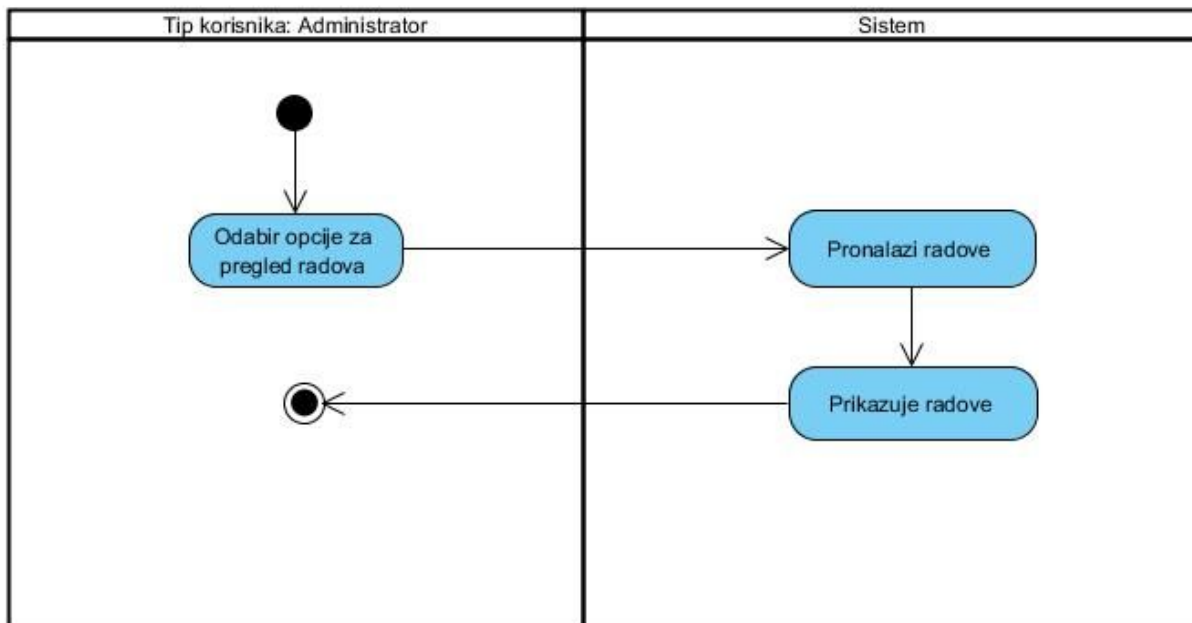 Tip korisnika: Administrator
Sistem
Odabir opcije za
pregled radova
Pronalazi radove
Prikazuje radove